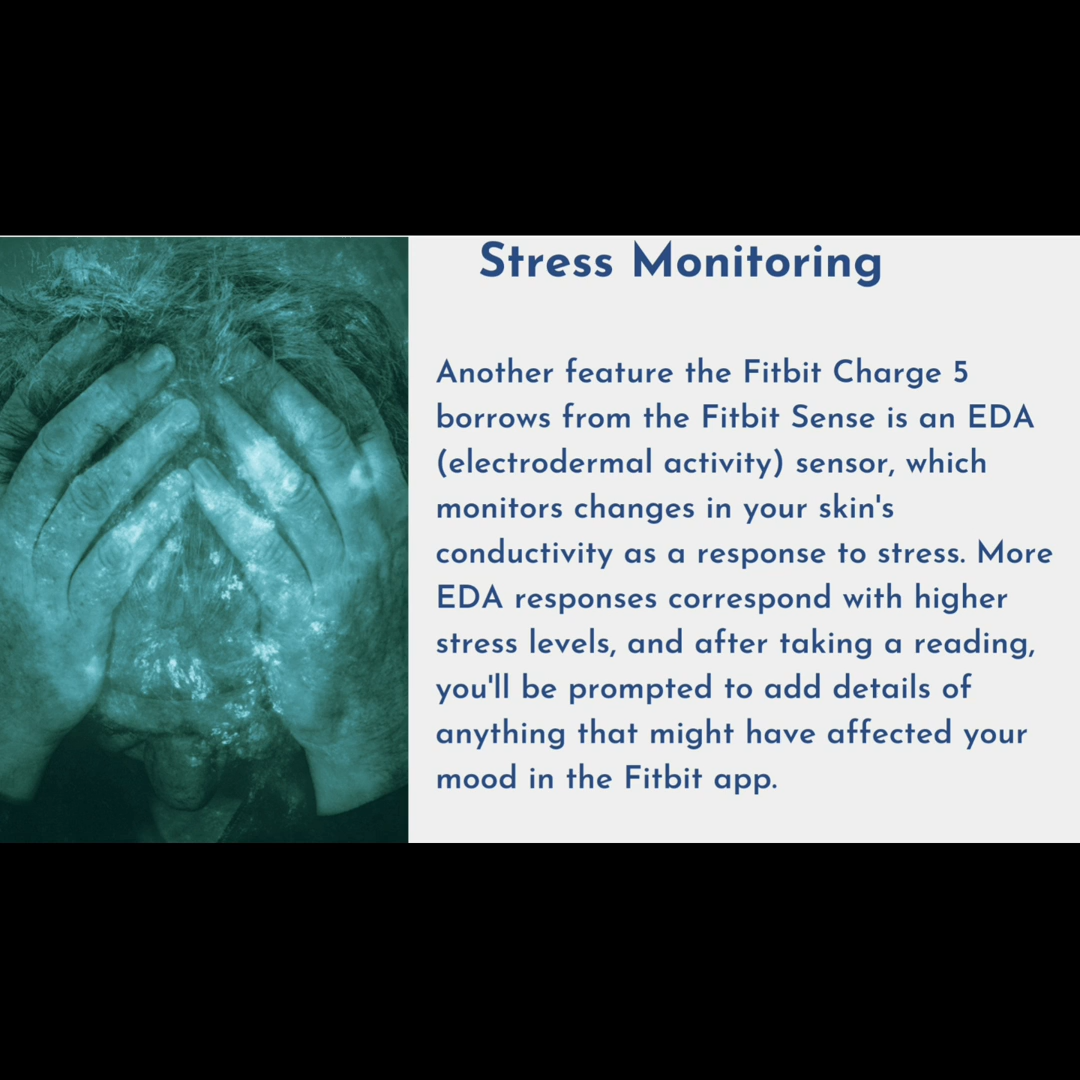 Stress Monitoring
Another feature the Fitbit Charge 5
borrows from the Fitbit Sense is an EDA
(electrodermal activity) sensor, which
monitors changes in your skin's
conductivity as a response to stress. More
EDA responses correspond with higher
stress levels, and after taking a reading,
you'll be prompted to add details of
anything that might have affected your
mood in the Fitbit app.